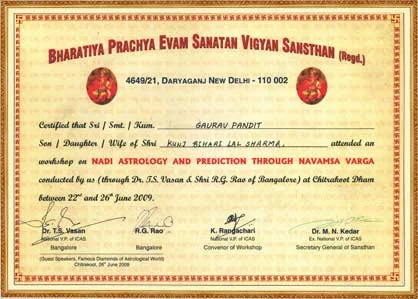 BHARATIYA PRACHYA EVAM SANATAN VIGYAN SANSTHAN (Regd.)
4649/21, DARYAGANJ NEW DELHI - 110 002
Certified that Sri / Smt. / Kum. GAURAV PANDIT
Son / Daughter / Wife of Shri KUNJ BIHARI LAL SHARMA. attended an
workshop on NADI ASTROLOGY AND PREDICTION THROUGH NAVAMSA VARGA
conducted by us (through Dr. T.S. Vasan & Shri R.G. Rao of Bangalore) at Chitrakoot Dham
between 22nd and 26th June 2009.
Dr. T.S. Vasan R.G. Rao K. Rangachari Dr. M. N. Kedar
National V.P. of ICAS National V.P. of ICAS Ex. National V.P. of ICAS
Bangalore Bangalore Convenor of Workshop Secretary General of Sansthan
(Guest Speakers, Famous Diamonds of Astrological World)
Chitrakoot, 26th June 2009